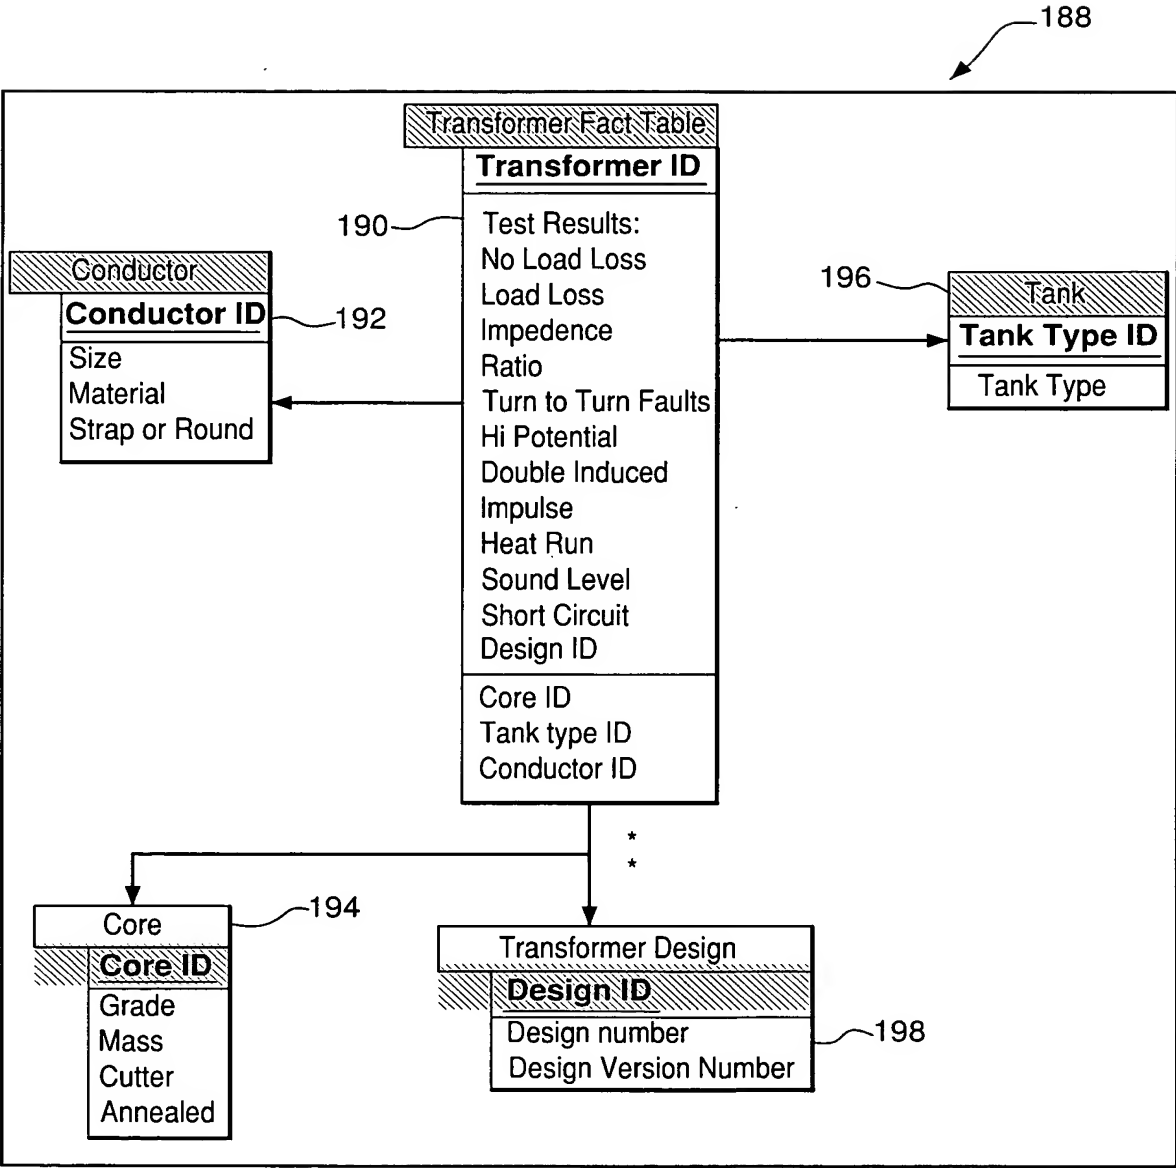 188
Transformer Fact Table
Transformer ID
190
Test Results:
No Load Loss
Load Loss
Impedence
Ratio
Turn to Turn Faults
Hi Potential
Double Induced
Impulse
Heat Run
Sound Level
Short Circuit
Design ID
Core ID
Tank type ID
Conductor ID
Conductor
Conductor ID
192
Size
Material
Strap or Round
196
Tank
Tank Type ID
Tank Type
*
*
Core
194
Core ID
Grade
Mass
Cutter
Annealed
Transformer Design
Design ID
Design number
198
Design Version Number